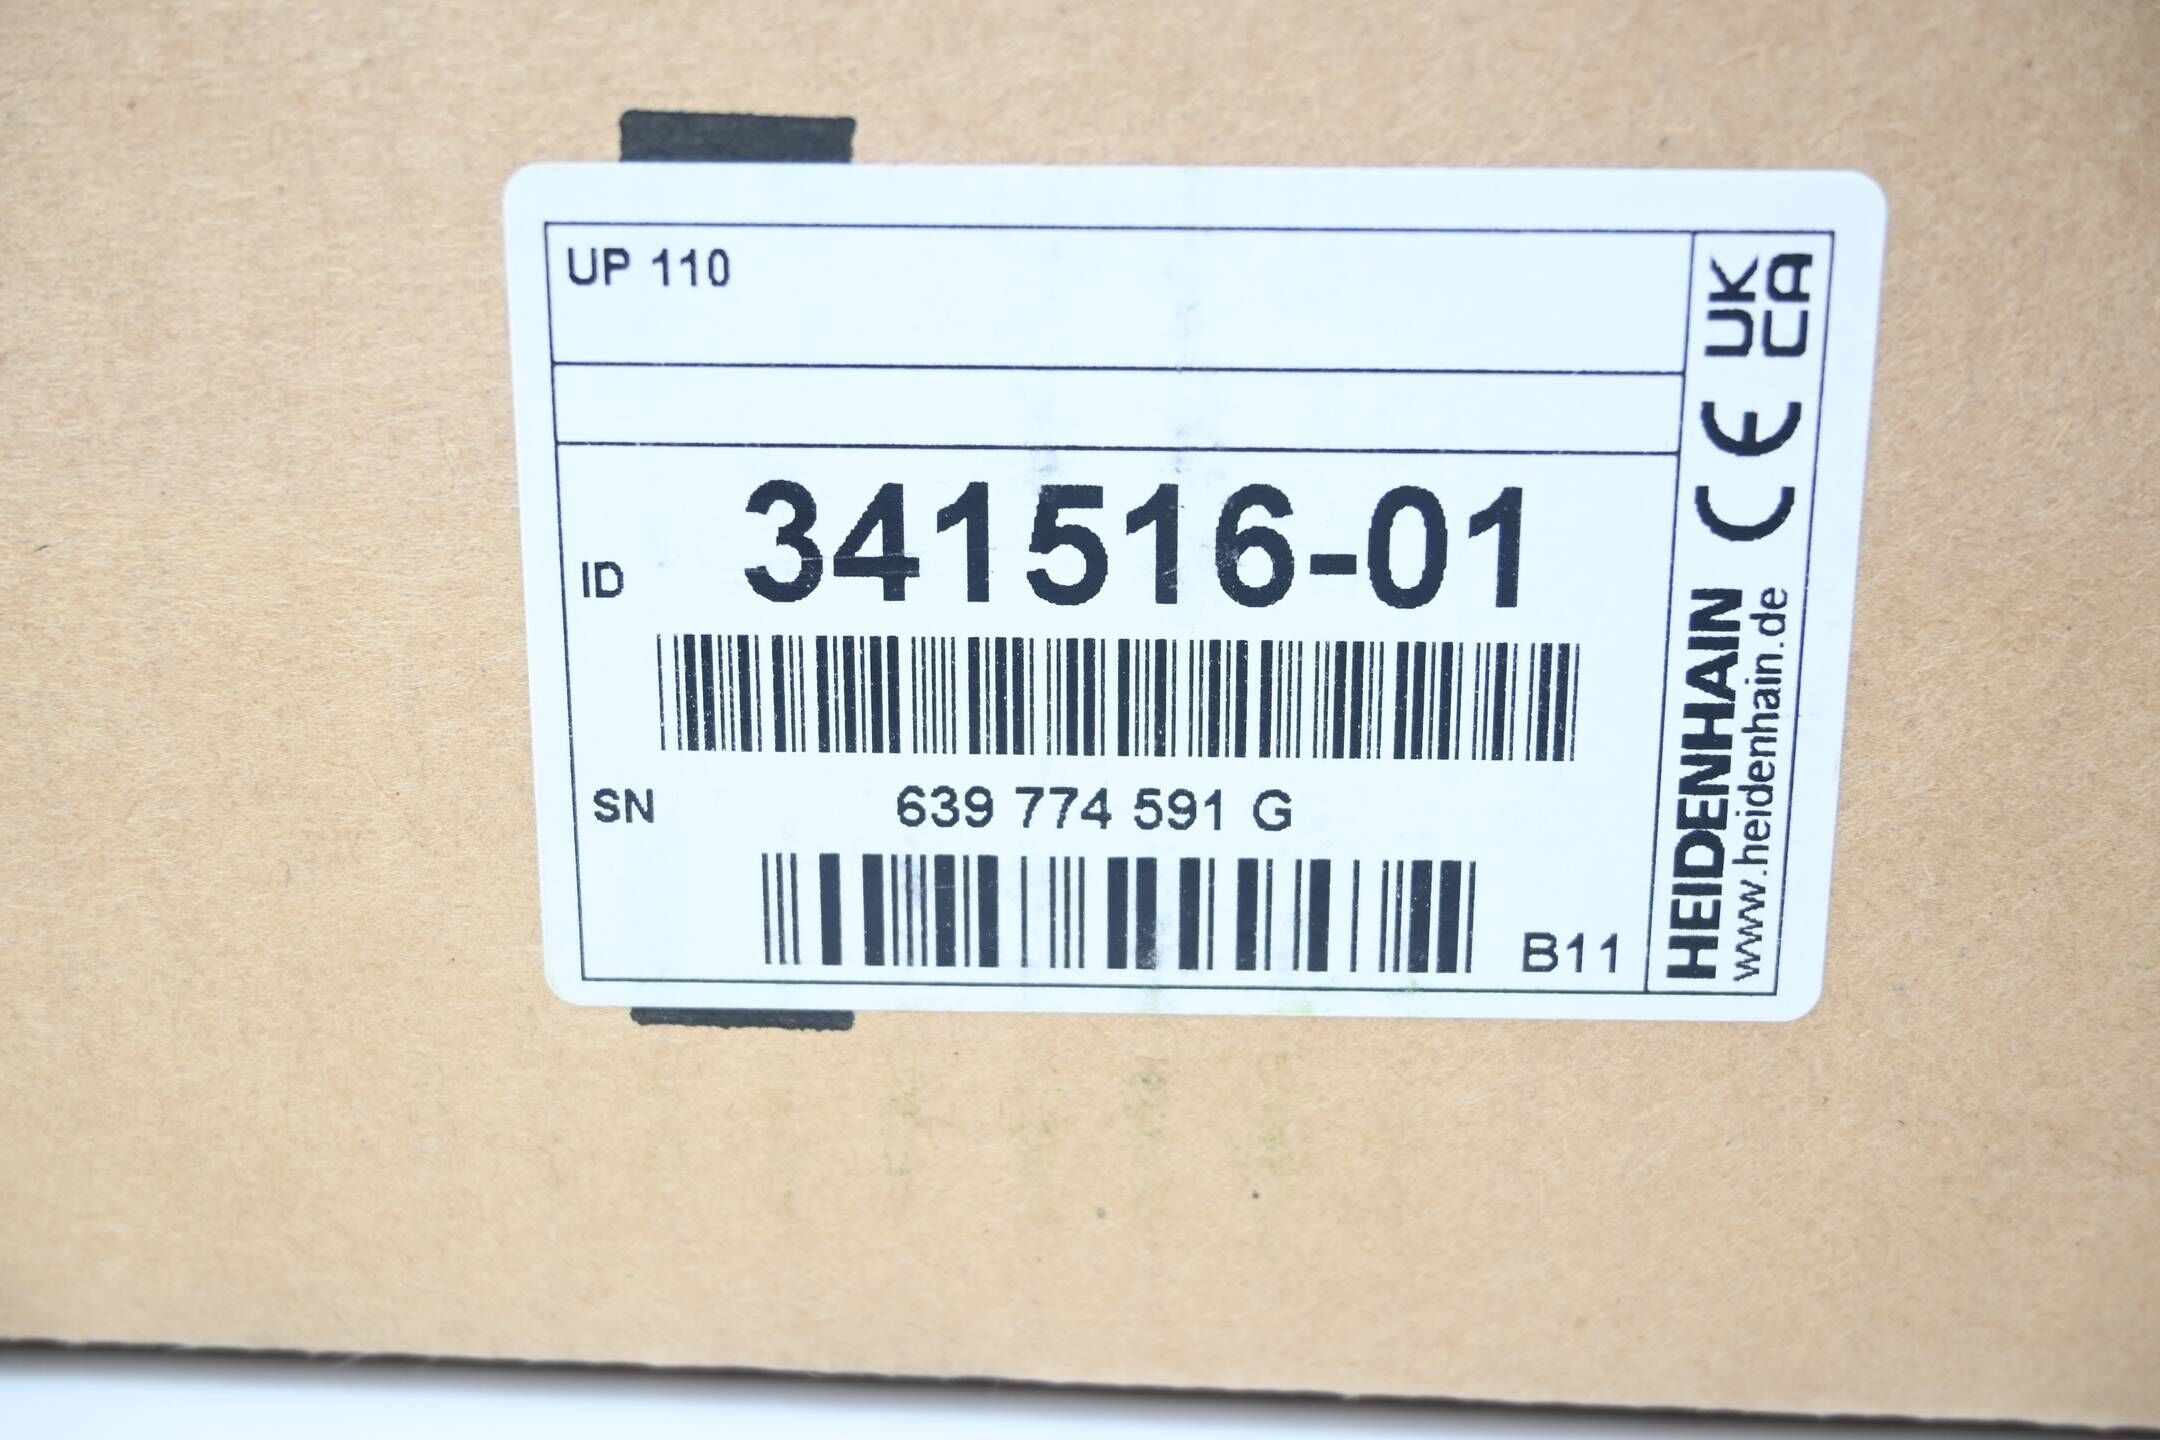 UP 110
ID 341516-01
SN 639 774 591 G
B11
HEIDENHAIN CE UK CA
www.heidenhain.de